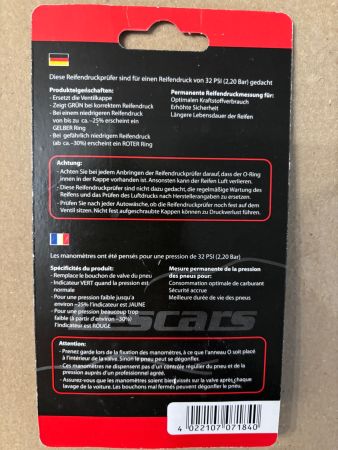 Diese Reifendruckprüfer sind für einen Reifendruck von 32 PSI (2,20 Bar) gedacht
Produkteigenschaften:
- Ersetzt die Ventilkappe
- Zeigt GRÜN bei korrektem Reifendruck
- Bei einem niedrigeren Reifendruck
von bis zu ca. –25% erscheint ein
GELBER Ring
- Bei gefährlich niedrigem Reifendruck
(ab ca. –30%) erscheint ein ROTER RING
Permanente Reifendruckmessung für:
Optimalen Kraftstoffverbrauch
Erhöhte Sicherheit
Längere Lebensdauer der Reifen
Achtung:
- Achten Sie bei jedem Anbringen der Reifendruckprüfer darauf, dass der O-Ring
innen in der Kappe vorhanden ist. Ansonsten kann der Reifen Luft verlieren.
- Diese Reifendruckprüfer sind nicht dazu gedacht, die regelmäßige Wartung des
Reifens und das Prüfen des Luftdrucks nach Herstellerangaben zu ersetzen.
- Prüfen Sie nach jeder Autowäsche, ob die Reifendruckprüfer noch fest auf dem
Ventil sitzen. Nicht fest aufgeschraubte Kappen können zu Druckverlust führen.
Les manomètres ont été pensés pour une pression de 32 PSI (2,20 Bar)
Spécificités du produit:
- Remplace le bouchon de valve du pneu
- Indicateur VERT quand la pression est
normale
- Pour une pression faible jusqu'a
environ –25% l'indicateur est JAUNE
- Pour une pression beaucoup trop
faible (à partir d'environ –30%)
l'indicateur est ROUGE
Mesure permanente de la pression
des pneus pour:
Consommation optimale de carburant
Sécurité accrue
Meilleure durée de vie des pneus
scars
Attention:
- Prenez garde lors de la fixation des manomètres, à ce que l'anneau O soit placé
à l'intérieur de la valve. Sinon le pneu peut se dégonfler.
- Ces manomètres ne dispensent pas d'un contrôle régulier du pneu et de la
pression auprès d'un professionnel agréé.
- Assurez-vous que les manomètres soient bien vissés sur la valve après chaque
lavage de la voiture. Les bouchons mal fermés peuvent dégonfler le pneu.
4 022107 071840